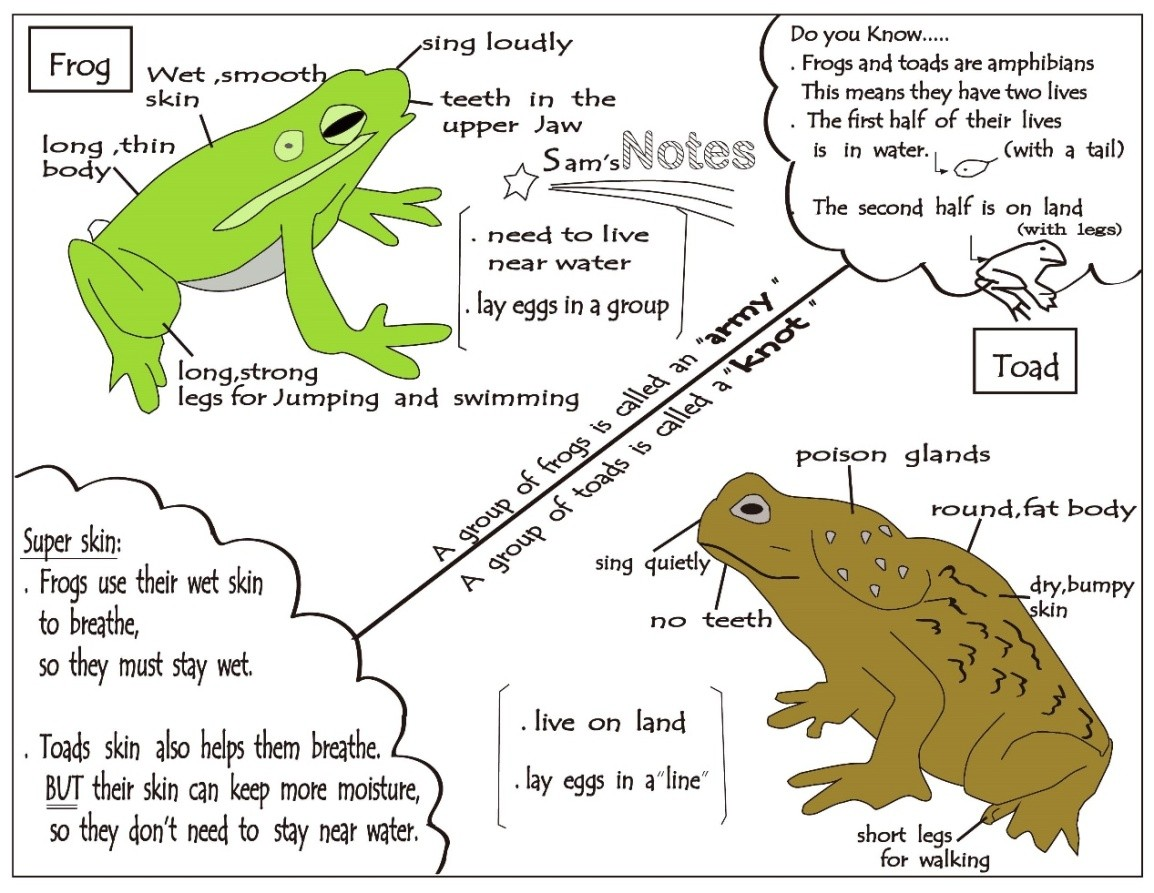 Frog
sing loudly
Wet ,smooth
skin
teeth in the
upper Jaw
long ,thin
body
long,strong
legs for Jumping and swimming
Sam's Notes
. need to live
near water
. lay eggs in a group
Do you Know.....
. Frogs and toads are amphibians
This means they have two lives
. The first half of their lives
is in water. (with a tail)
. The second half is on land
(with legs)
A group of frogs is called an "army"
A group of toads is called a "knot"
Toad
poison glands
round,fat body
sing quietly
dry,bumpy
skin
no teeth
. live on land
. lay eggs in a"line"
short legs
for walking
Super skin:
. Frogs use their wet skin
to breathe,
so they must stay wet.
. Toads skin also helps them breathe.
BUT their skin can keep more moisture,
so they don't need to stay near water.